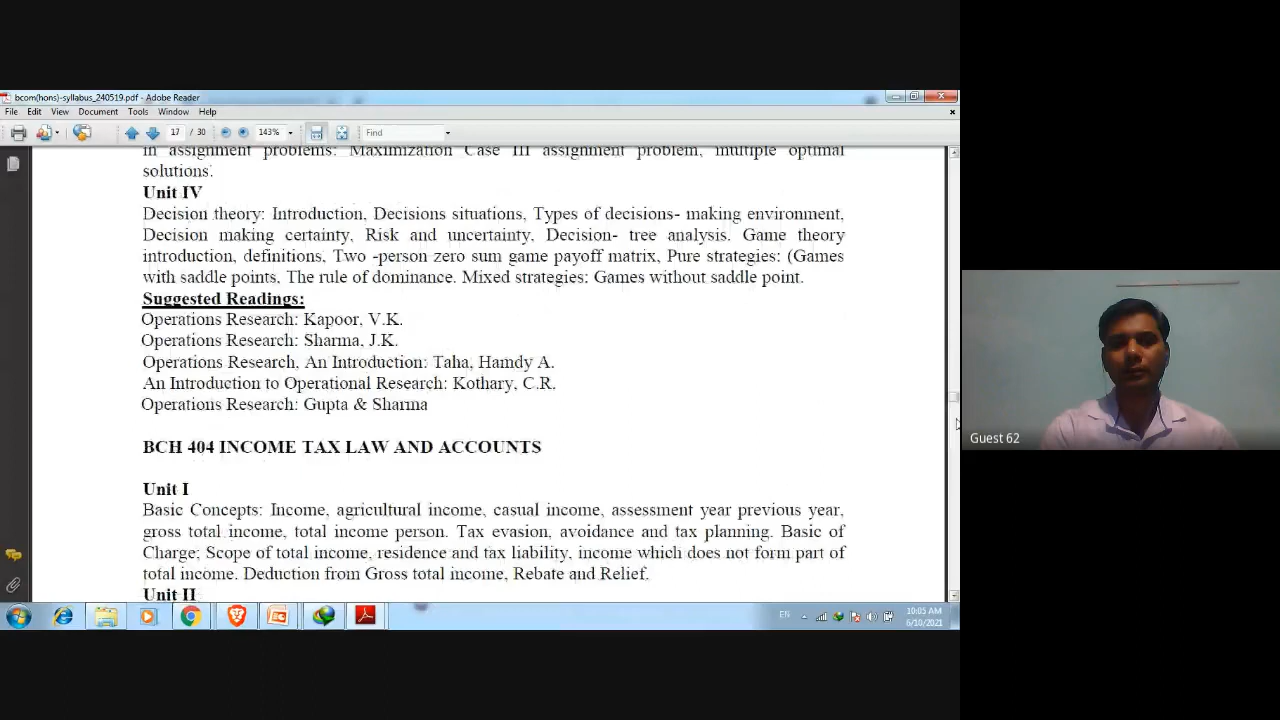 bcom(hons)-syllabus_240519.pdf - Adobe Reader
File Edit View Document Tools Window Help
17 / 30 143% Find
in assignment problems: Maximization Case III assignment problem, multiple optimal
solutions.
Unit IV
Decision theory: Introduction, Decisions situations, Types of decisions- making environment,
Decision making certainty, Risk and uncertainty, Decision- tree analysis. Game theory
introduction, definitions, Two -person zero sum game payoff matrix, Pure strategies: (Games
with saddle points, The rule of dominance. Mixed strategies: Games without saddle point.
Suggested Readings:
Operations Research: Kapoor, V.K.
Operations Research: Sharma, J.K.
Operations Research, An Introduction: Taha, Hamdy A.
An Introduction to Operational Research: Kothary, C.R.
Operations Research: Gupta & Sharma
BCH 404 INCOME TAX LAW AND ACCOUNTS
Unit I
Basic Concepts: Income, agricultural income, casual income, assessment year previous year,
gross total income, total income person. Tax evasion, avoidance and tax planning. Basic of
Charge; Scope of total income, residence and tax liability, income which does not form part of
total income. Deduction from Gross total income, Rebate and Relief.
Unit II
Guest 62
EN
10:05 AM
6/10/2021